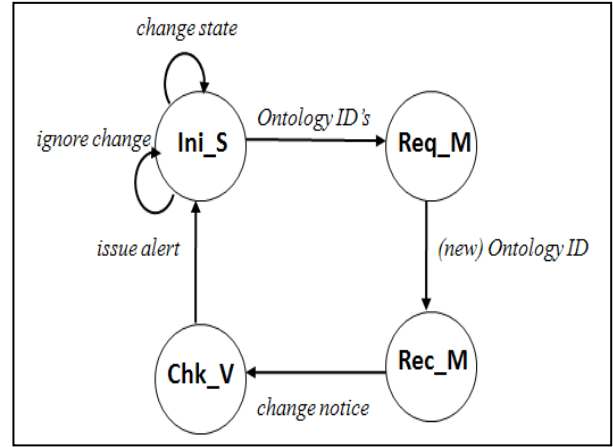 change state
Ontology ID's
ignore change
Ini_S
Req_M
issue alert
(new) Ontology ID
Chk_V
Rec_M
change notice